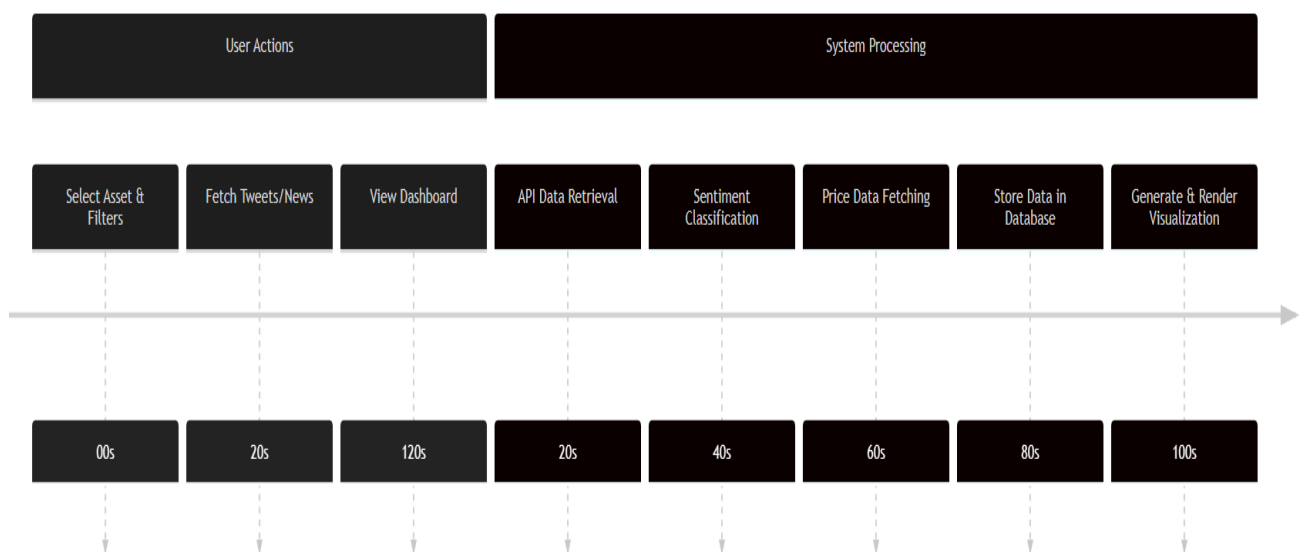 User Actions
System Processing
Select Asset &
Filters
Fetch Tweets/News
View Dashboard
API Data Retrieval
Sentiment
Classification
Price Data Fetching
Store Data in
Database
Generate & Render
Visualization
00s
20s
120s
20s
40s
60s
80s
100s